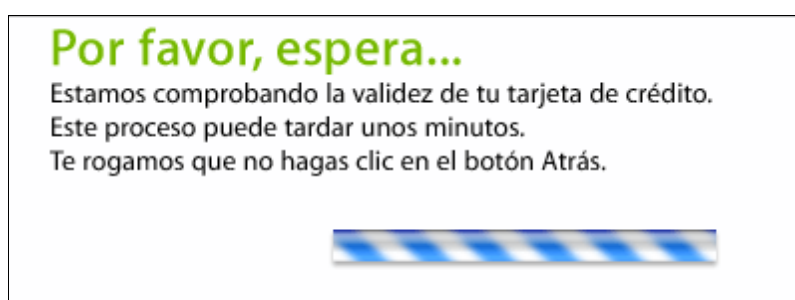 Por favor, espera...
Estamos comprobando la validez de tu tarjeta de crédito.
Este proceso puede tardar unos minutos.
Te rogamos que no hagas clic en el botón Atrás.